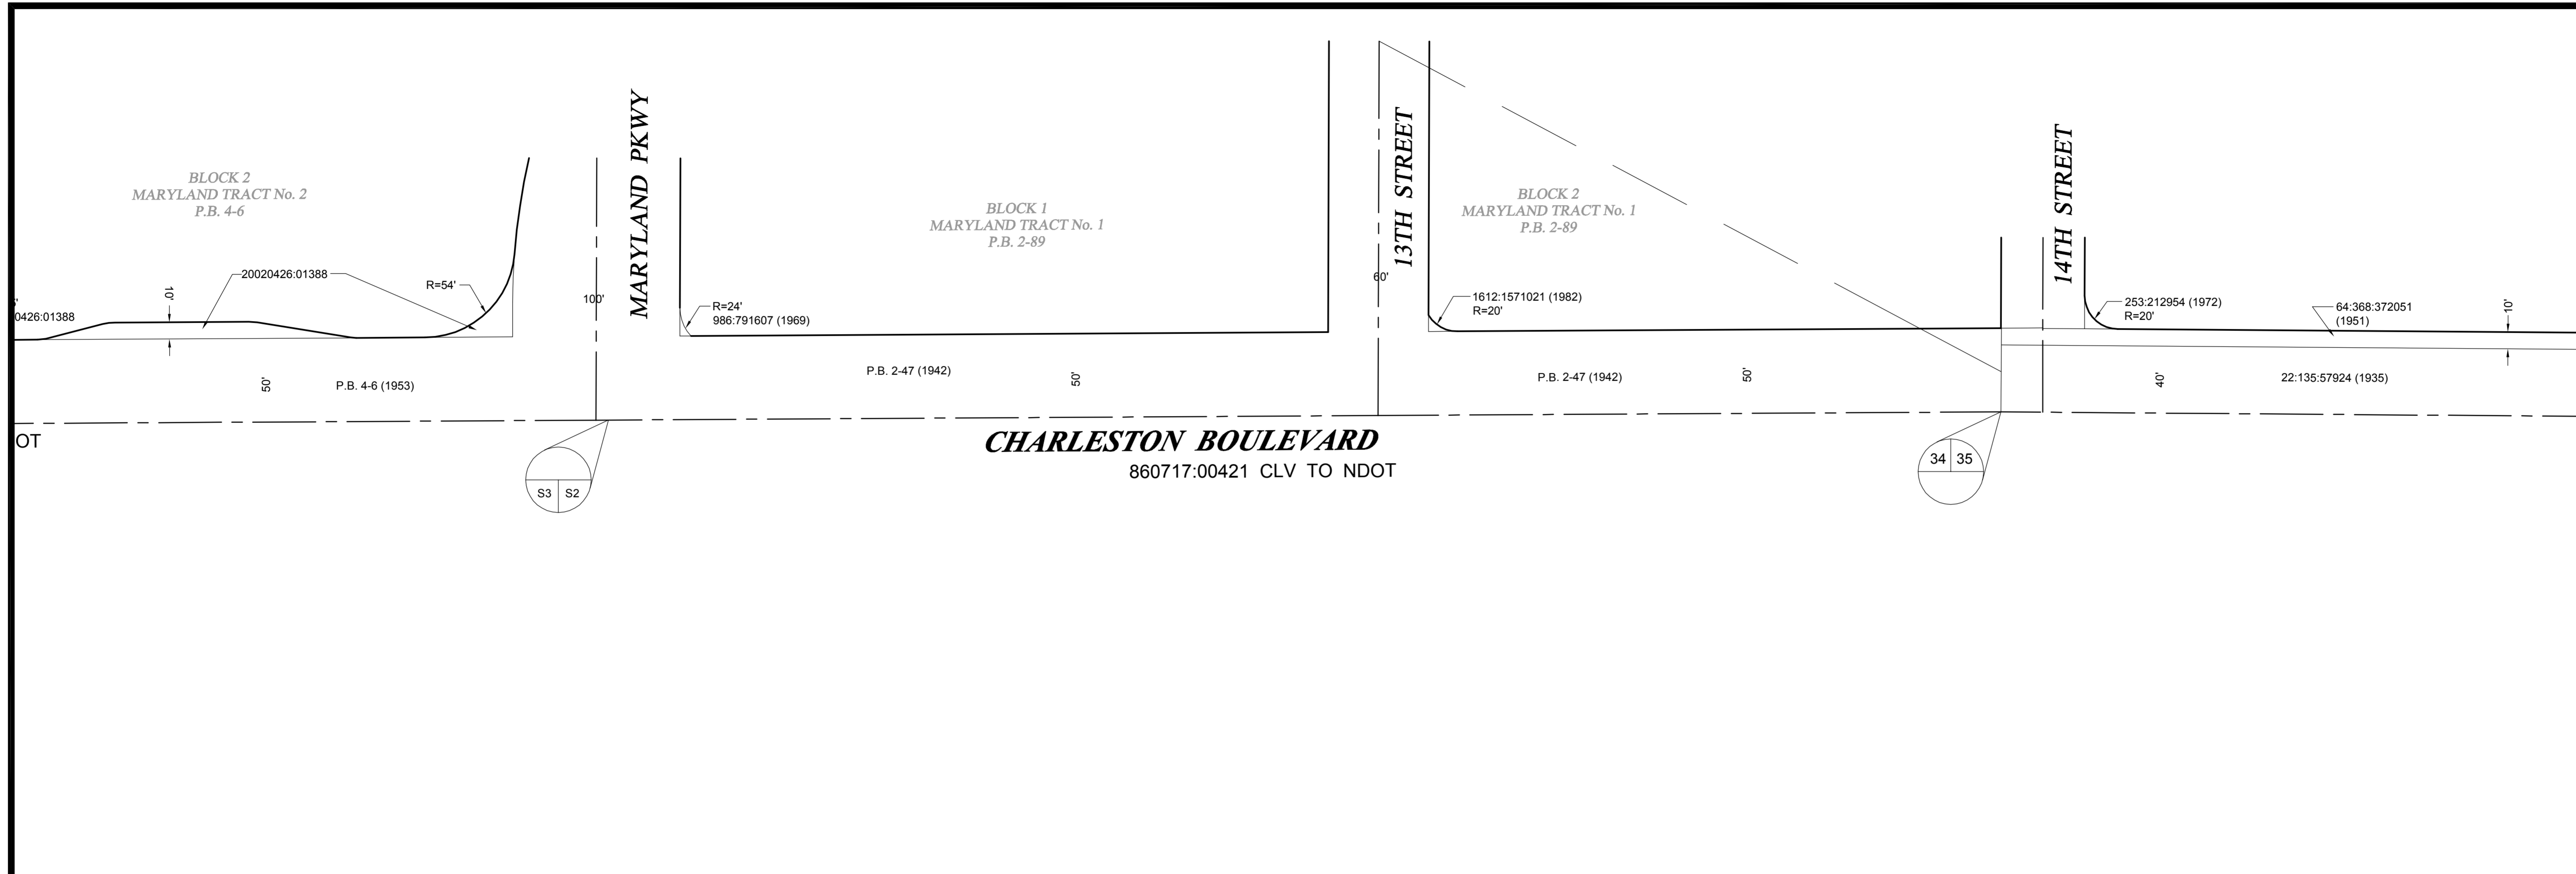 BLOCK 2
MARYLAND TRACT No. 2
P.B. 4-6
MARYLAND PKWY
BLOCK 1
MARYLAND TRACT No. 1
P.B. 2-89
13TH STREET
BLOCK 2
MARYLAND TRACT No. 1
P.B. 2-89
14TH STREET
0426:01388
10'
20020426:01388
R=54'
100'
R=24'
986:791607 (1969)
60'
1612:1571021 (1982)
R=20'
253:212954 (1972)
R=20'
64:368:372051
(1951)
10'
50'
P.B. 4-6 (1953)
P.B. 2-47 (1942)
50'
P.B. 2-47 (1942)
50'
40'
22:135:57924 (1935)
OT
CHARLESTON BOULEVARD
860717:00421 CLV TO NDOT
S3 S2
34 35